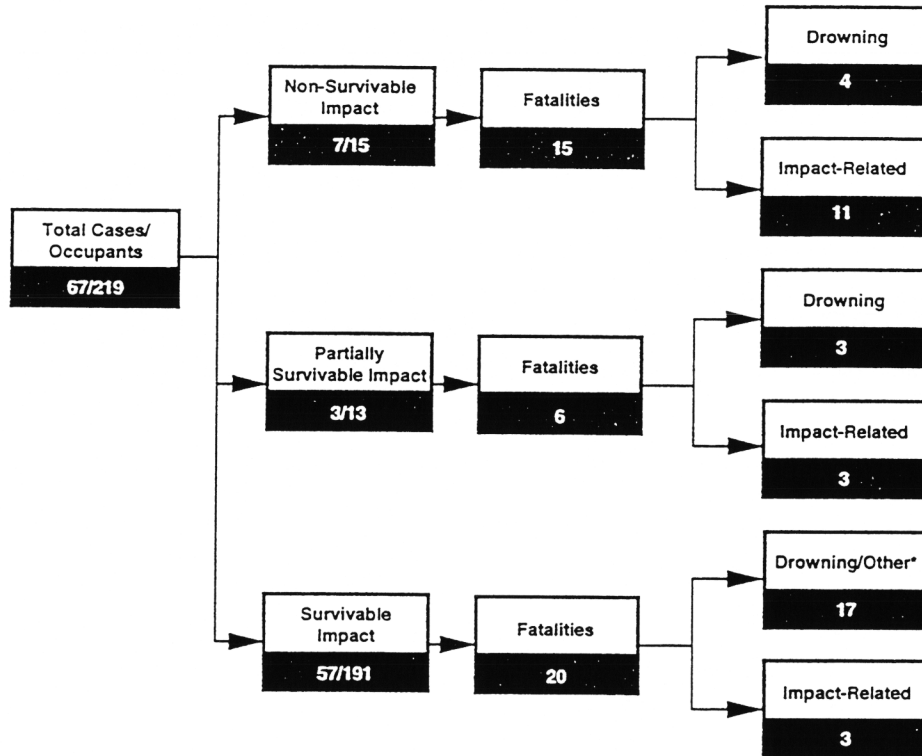 Total Cases/
Occupants
67/219
Non-Survivable
Impact
7/15
Fatalities
15
Drowning
4
Impact-Related
11
Partially
Survivable Impact
3/13
Fatalities
6
Drowning
3
Impact-Related
3
Survivable
Impact
57/191
Fatalities
20
Drowning/Other*
17
Impact-Related
3